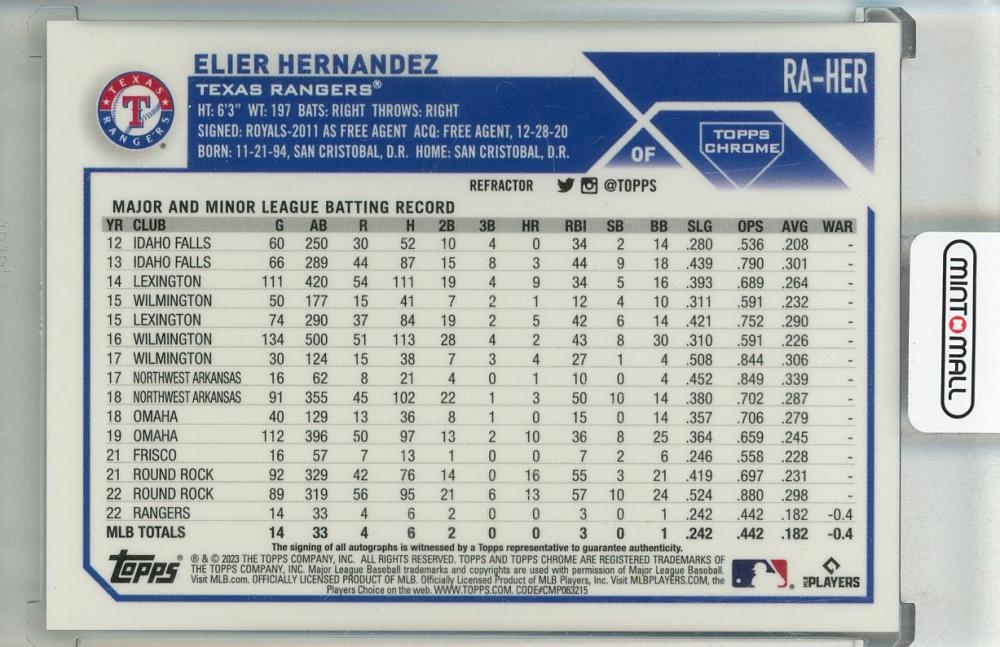 ELIER HERNANDEZ
RA-HER
TEXAS RANGERS
TEXAS RANGERS®
HT: 6'3" WT: 197 BATS: RIGHT THROWS: RIGHT
SIGNED: ROYALS-2011 AS FREE AGENT ACQ: FREE AGENT, 12-28-20
BORN: 11-21-94, SAN CRISTOBAL, D.R. HOME: SAN CRISTOBAL, D.R.
OF
TOPPS
CHROME
REFRACTOR @TOPPS
MAJOR AND MINOR LEAGUE BATTING RECORD
YR CLUB G AB R H 2B 3B HR RBI SB BB SLG OPS AVG WAR
12 IDAHO FALLS 60 250 30 52 10 4 0 34 2 14 .280 .536 .208 -
13 IDAHO FALLS 66 289 44 87 15 8 3 44 9 18 .439 .790 .301 -
14 LEXINGTON 111 420 54 111 19 4 9 34 5 16 .393 .689 .264 -
15 WILMINGTON 50 177 15 41 7 2 1 12 4 10 .311 .591 .232 -
15 LEXINGTON 74 290 37 84 19 2 5 42 6 14 .421 .752 .290 -
16 WILMINGTON 134 500 51 113 28 4 2 43 8 30 .310 .591 .226 -
17 WILMINGTON 30 124 15 38 7 3 4 27 1 4 .508 .844 .306 -
17 NORTHWEST ARKANSAS 16 62 8 21 4 0 1 10 0 4 .452 .849 .339 -
18 NORTHWEST ARKANSAS 91 355 45 102 22 1 3 50 10 14 .380 .702 .287 -
18 OMAHA 40 129 13 36 8 1 0 15 0 14 .357 .706 .279 -
19 OMAHA 112 396 50 97 13 2 10 36 8 25 .364 .659 .245 -
21 FRISCO 16 57 7 13 1 0 0 7 2 6 .246 .558 .228 -
21 ROUND ROCK 92 329 42 76 14 0 16 55 3 21 .419 .697 .231 -
22 ROUND ROCK 89 319 56 95 21 6 13 57 10 24 .524 .880 .298 -
22 RANGERS 14 33 4 6 2 0 0 3 0 1 .242 .442 .182 -0.4
MLB TOTALS 14 33 4 6 2 0 0 3 0 1 .242 .442 .182 -0.4
The signing of all autographs is witnessed by a Topps representative to guarantee authenticity.
topps®
® & © 2023 THE TOPPS COMPANY, INC. ALL RIGHTS RESERVED. TOPPS AND TOPPS CHROME ARE REGISTERED TRADEMARKS OF
THE TOPPS COMPANY, INC. Major League Baseball trademarks and copyrights are used with permission of Major League Baseball.
Visit MLB.com. OFFICIALLY LICENSED PRODUCT OF MLB. Officially Licensed Product of MLB Players, Inc. Visit MLBPLAYERS.COM, the
Players Choice on the web. WWW.TOPPS.COM. CODE#CMP063215
MLB PLAYERS
MINT MALL